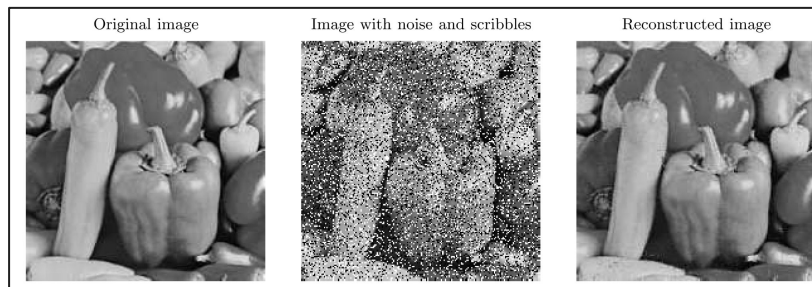 Original image
Image with noise and scribbles
Reconstructed image